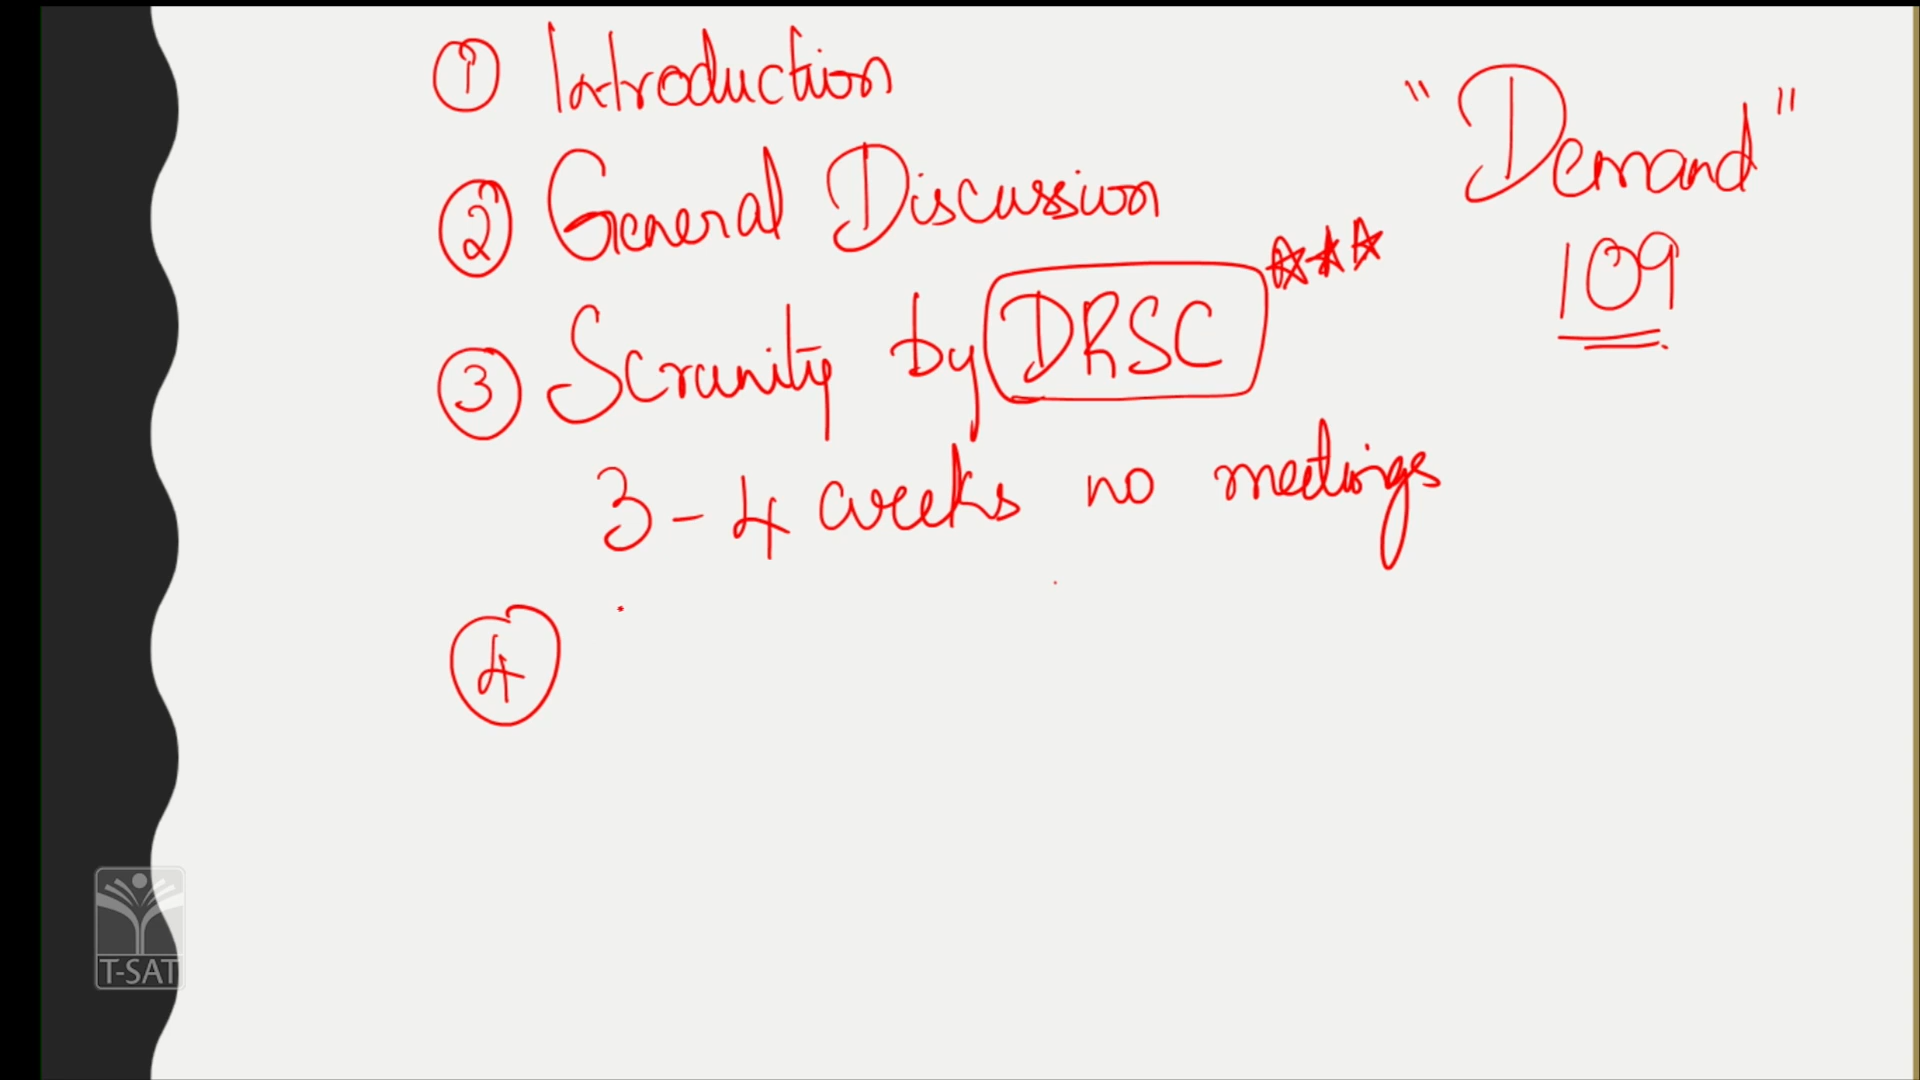 ① Introduction
② General Discussion
③ Scrunity by DRSC
3-4 weeks no meetings
④
"Demand"
109
T-SAT